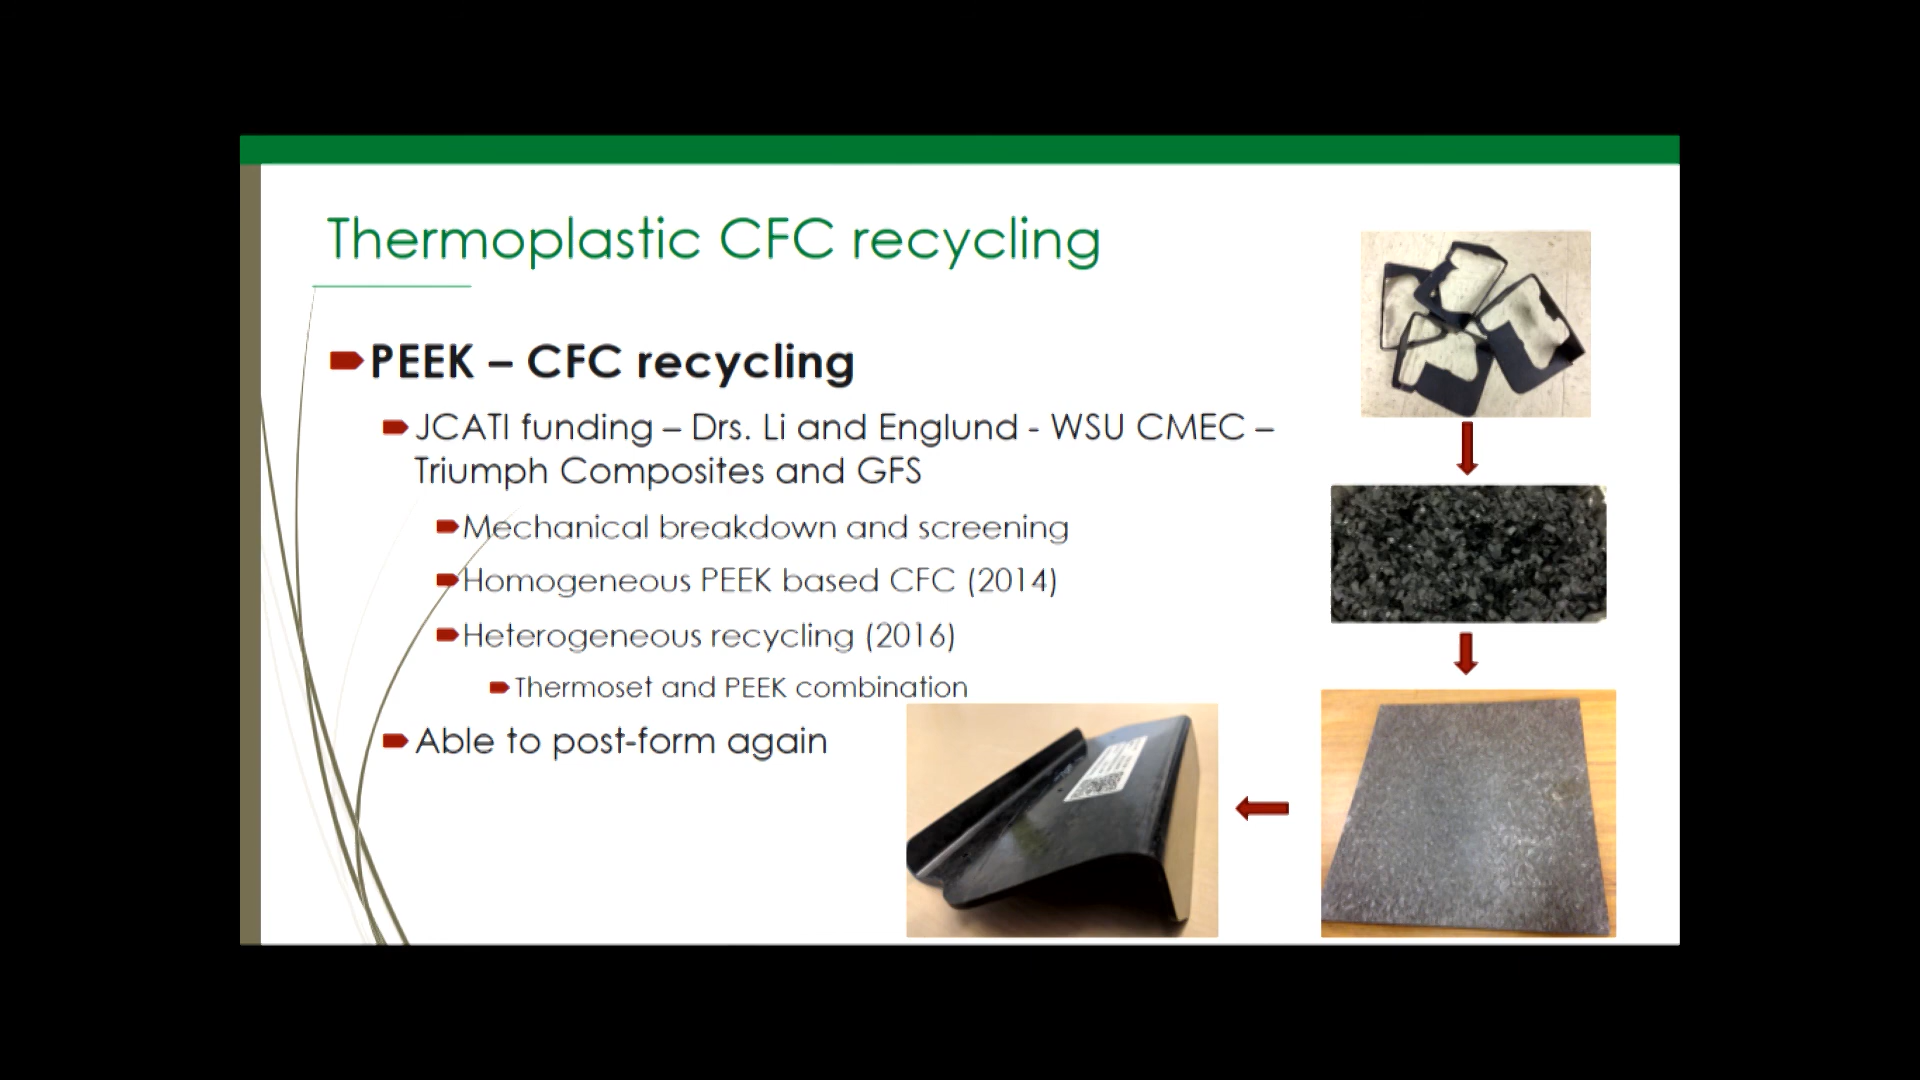 Thermoplastic CFC recycling
PEEK – CFC recycling
JCATI funding – Drs. Li and Englund - WSU CMEC –
Triumph Composites and GFS
Mechanical breakdown and screening
Homogeneous PEEK based CFC (2014)
Heterogeneous recycling (2016)
Thermoset and PEEK combination
Able to post-form again